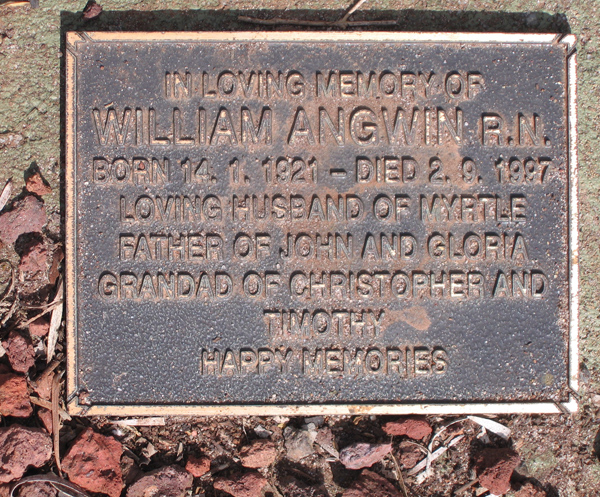 IN LOVING MEMORY OF
WILLIAM ANGWIN R.N.
BORN 14. 1. 1921 – DIED 2. 9. 1997
LOVING HUSBAND OF MYRTLE
FATHER OF JOHN AND GLORIA
GRANDAD OF CHRISTOPHER AND
TIMOTHY
HAPPY MEMORIES